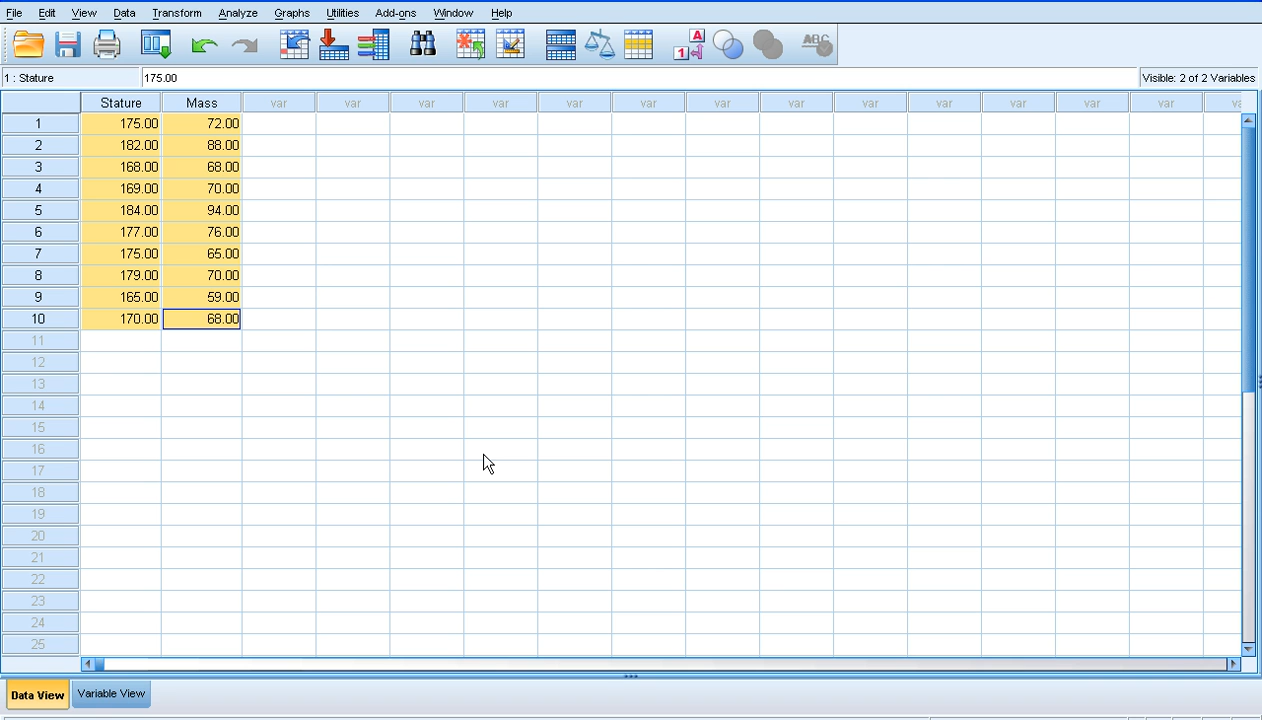 File Edit View Data Transform Analyze Graphs Utilities Add-ons Window Help
1 A ABC
1 : Stature 175.00 Visible: 2 of 2 Variables
Stature Mass var var var var var var var var var var var var var
1 175.00 72.00
2 182.00 88.00
3 168.00 68.00
4 169.00 70.00
5 184.00 94.00
6 177.00 76.00
7 175.00 65.00
8 179.00 70.00
9 165.00 59.00
10 170.00 68.00
11
12
13
14
15
16
17
18
19
20
21
22
23
24
25
Data View Variable View